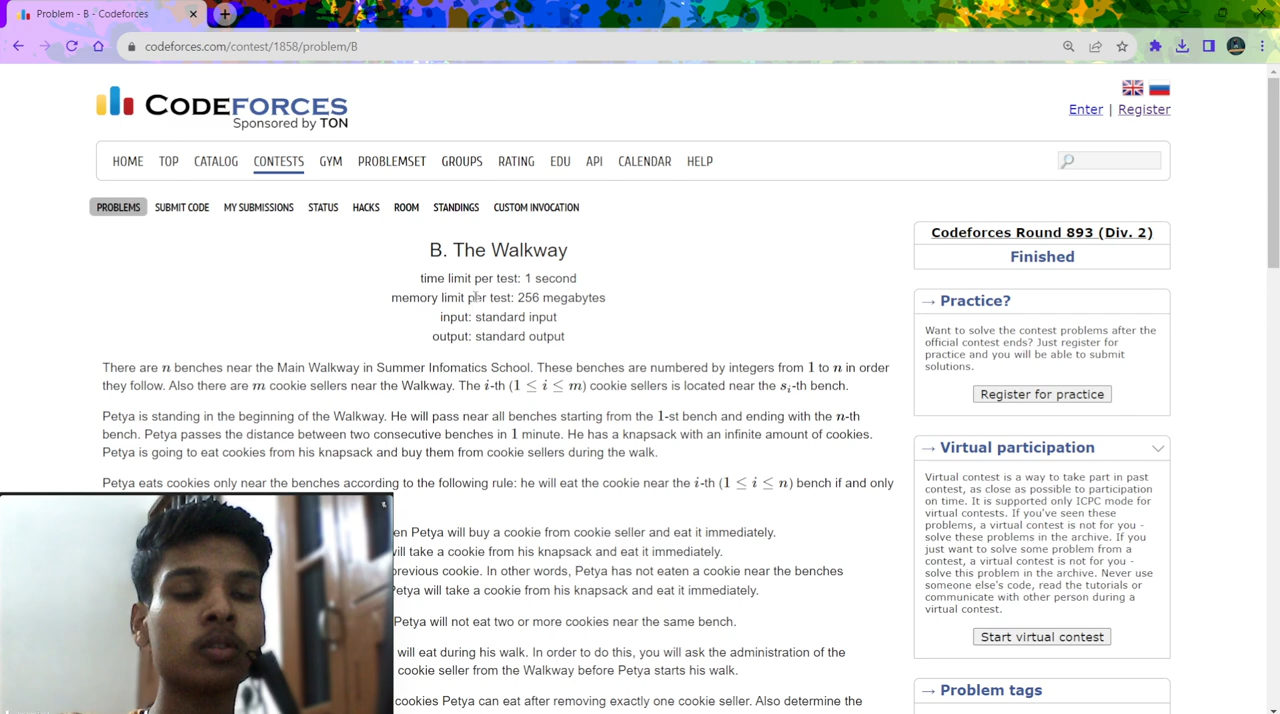 Problem - B - Codeforces
codeforces.com/contest/1858/problem/B
CODEFORCES
Sponsored by TON
Enter | Register
HOME TOP CATALOG CONTESTS GYM PROBLEMSET GROUPS RATING EDU API CALENDAR HELP
PROBLEMS SUBMIT CODE MY SUBMISSIONS STATUS HACKS ROOM STANDINGS CUSTOM INVOCATION
B. The Walkway
time limit per test: 1 second
memory limit per test: 256 megabytes
input: standard input
output: standard output
There are n benches near the Main Walkway in Summer Infomatics School. These benches are numbered by integers from 1 to n in order
they follow. Also there are m cookie sellers near the Walkway. The i-th (1 ≤ i ≤ m) cookie sellers is located near the s_i-th bench.
Petya is standing in the beginning of the Walkway. He will pass near all benches starting from the 1-st bench and ending with the n-th
bench. Petya passes the distance between two consecutive benches in 1 minute. He has a knapsack with an infinite amount of cookies.
Petya is going to eat cookies from his knapsack and buy them from cookie sellers during the walk.
Petya eats cookies only near the benches according to the following rule: he will eat the cookie near the i-th (1 ≤ i ≤ n) bench if and only
Petya will buy a cookie from cookie seller and eat it immediately.
will take a cookie from his knapsack and eat it immediately.
previous cookie. In other words, Petya has not eaten a cookie near the benches
Petya will take a cookie from his knapsack and eat it immediately.
Petya will not eat two or more cookies near the same bench.
will eat during his walk. In order to do this, you will ask the administration of the
cookie seller from the Walkway before Petya starts his walk.
cookies Petya can eat after removing exactly one cookie seller. Also determine the
Codeforces Round 893 (Div. 2)
Finished
→ Practice?
Want to solve the contest problems after the
official contest ends? Just register for
practice and you will be able to submit
solutions.
Register for practice
→ Virtual participation
Virtual contest is a way to take part in past
contest, as close as possible to participation
on time. It is supported only ICPC mode for
virtual contests. If you've seen these
problems, a virtual contest is not for you -
solve these problems in the archive. If you
just want to solve some problem from a
contest, a virtual contest is not for you -
solve this problem in the archive. Never use
someone else's code, read the tutorials or
communicate with other person during a
virtual contest.
Start virtual contest
→ Problem tags